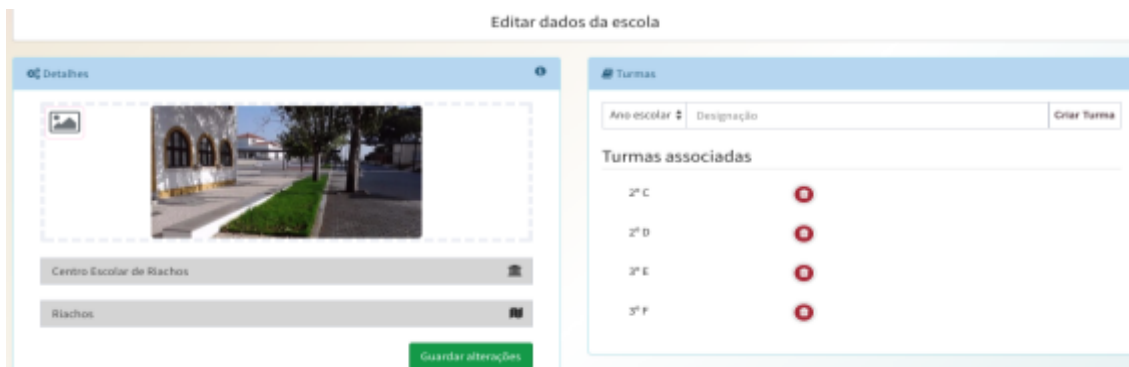 Editar dados da escola
Detalhes
Centro Escolar de Riachos
Riachos
Guardar alterações
Turmas
Ano escolar Designação Criar Turma
Turmas associadas
2º C
2º D
3º E
3º F